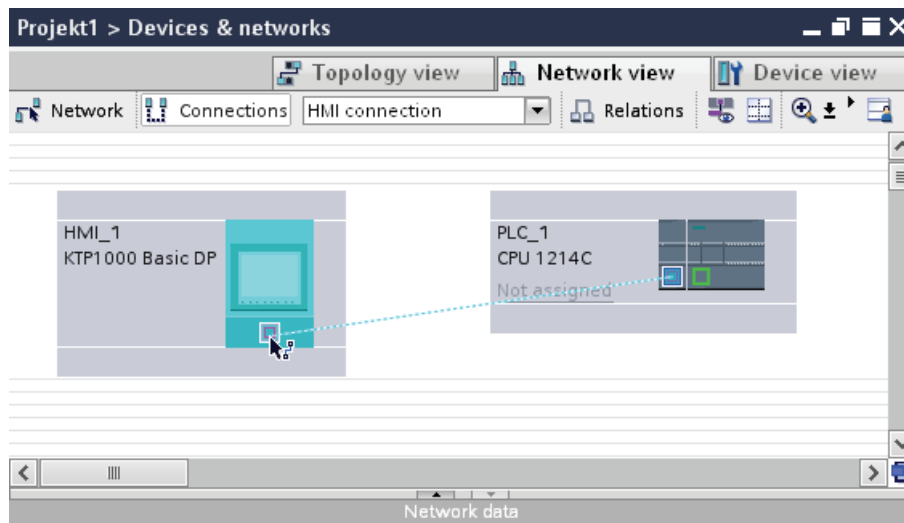 Projekt1 > Devices & networks
Topology view
Network view
Device view
Network
Connections
HMI connection
Relations
HMI_1
KTP1000 Basic DP
PLC_1
CPU 1214C
Not assigned
Network data